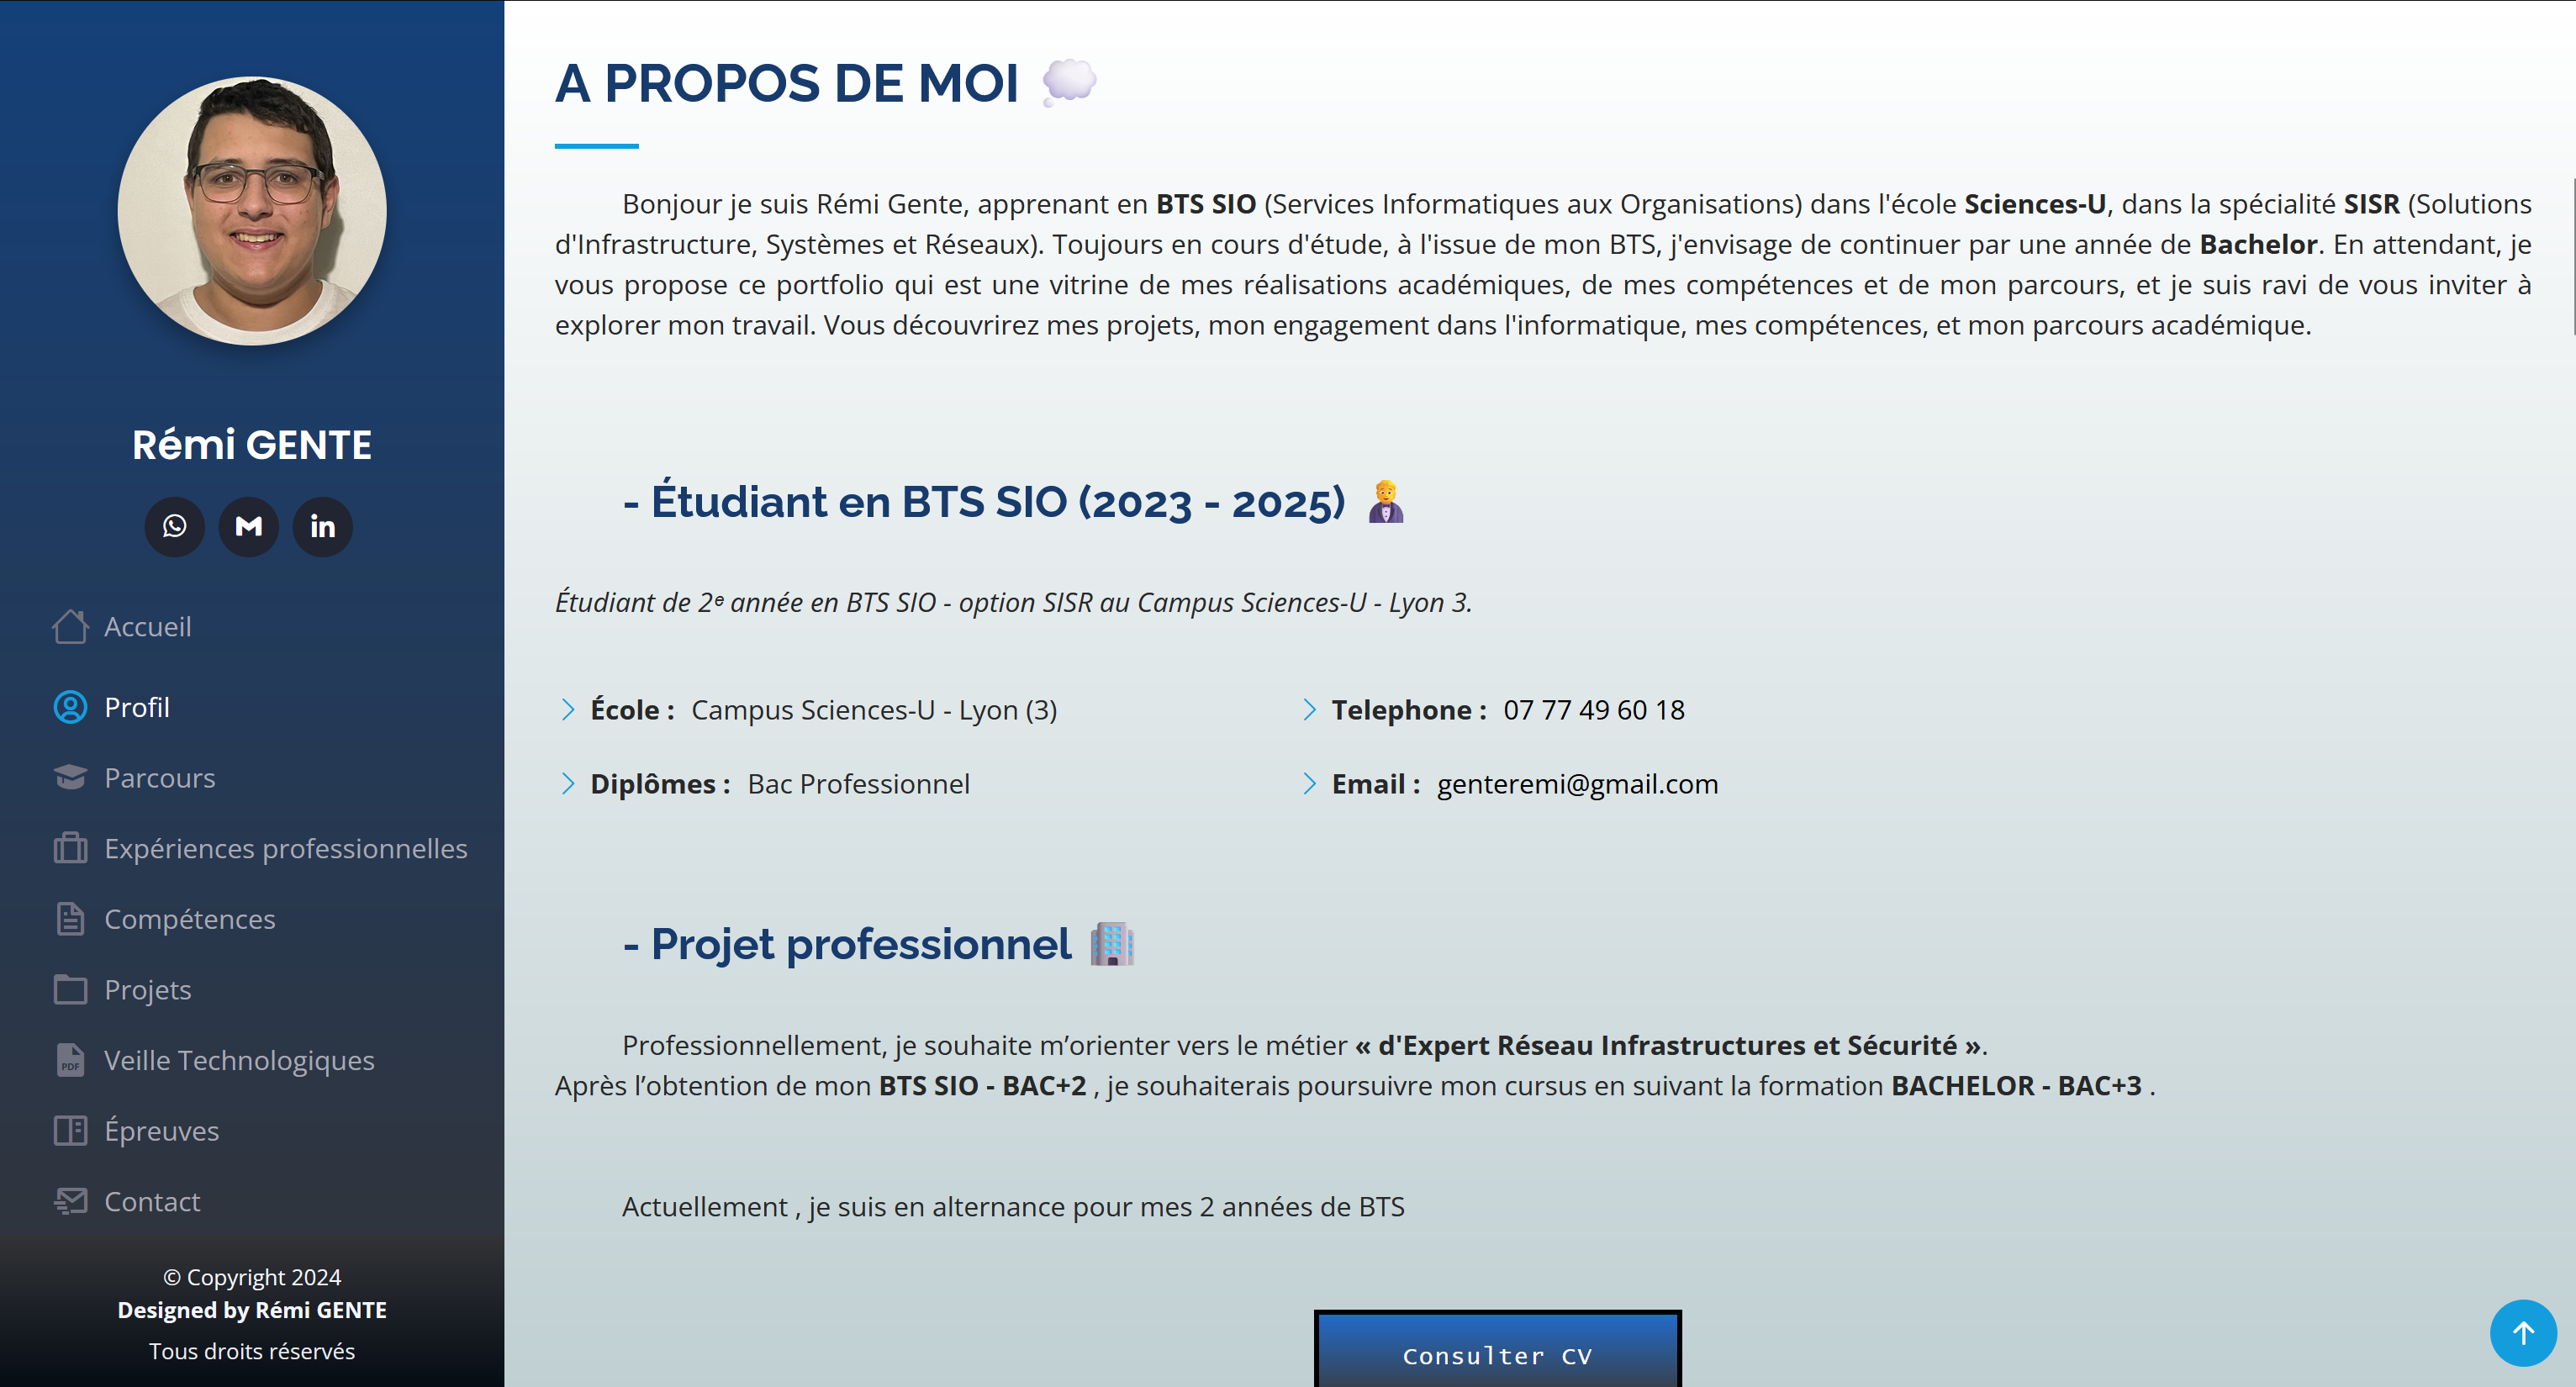 Rémi GENTE
Accueil
Profil
Parcours
Expériences professionnelles
Compétences
Projets
PDF
Veille Technologiques
Épreuves
Contact
© Copyright 2024
Designed by Rémi GENTE
Tous droits réservés
A PROPOS DE MOI
Bonjour je suis Rémi Gente, apprenant en BTS SIO (Services Informatiques aux Organisations) dans l'école Sciences-U, dans la spécialité SISR (Solutions
d'Infrastructure, Systèmes et Réseaux). Toujours en cours d'étude, à l'issue de mon BTS, j'envisage de continuer par une année de Bachelor. En attendant, je
vous propose ce portfolio qui est une vitrine de mes réalisations académiques, de mes compétences et de mon parcours, et je suis ravi de vous inviter à
explorer mon travail. Vous découvrirez mes projets, mon engagement dans l'informatique, mes compétences, et mon parcours académique.
- Étudiant en BTS SIO (2023 - 2025)
Étudiant de 2ᵉ année en BTS SIO - option SISR au Campus Sciences-U - Lyon 3.
École : Campus Sciences-U - Lyon (3)
Telephone : 07 77 49 60 18
Diplômes : Bac Professionnel
Email : genteremi@gmail.com
- Projet professionnel
Professionnellement, je souhaite m’orienter vers le métier « d'Expert Réseau Infrastructures et Sécurité ».
Après l’obtention de mon BTS SIO - BAC+2 , je souhaiterais poursuivre mon cursus en suivant la formation BACHELOR - BAC+3 .
Actuellement , je suis en alternance pour mes 2 années de BTS
Consulter CV